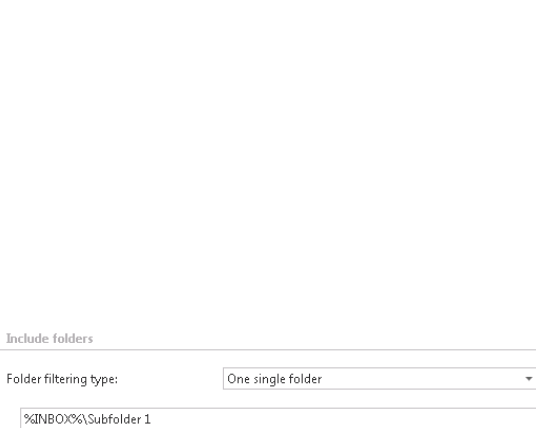 Include folders
Folder filtering type: One single folder
%INBOX%\Subfolder 1